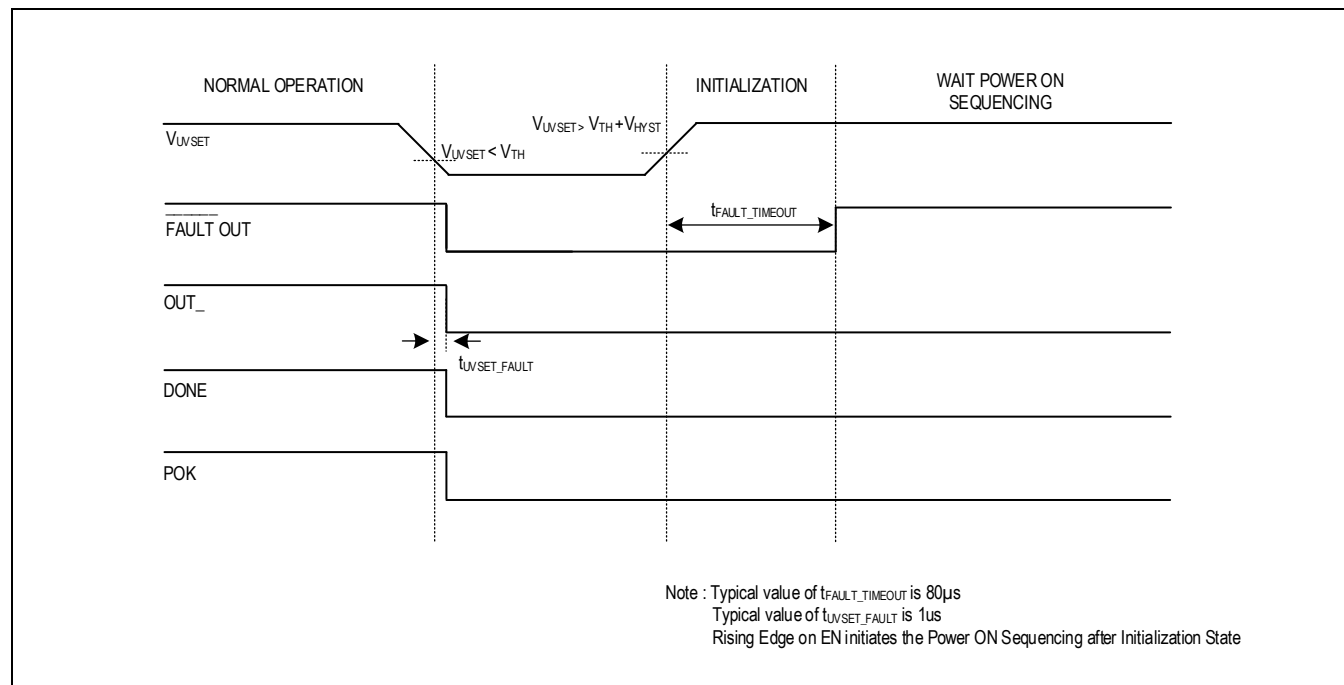 NORMAL OPERATION
INITIALIZATION
WAIT POWER ON
SEQUENCING
VUVSET
VUVSET < VTH
VUVSET > VTH + VHYST
FAULT OUT
tFAULT_TIMEOUT
OUT_
tUVSET_FAULT
DONE
POK
Note : Typical value of tFAULT_TIMEOUT is 80µs
Typical value of tUVSET_FAULT is 1us
Rising Edge on EN initiates the Power ON Sequencing after Initialization State